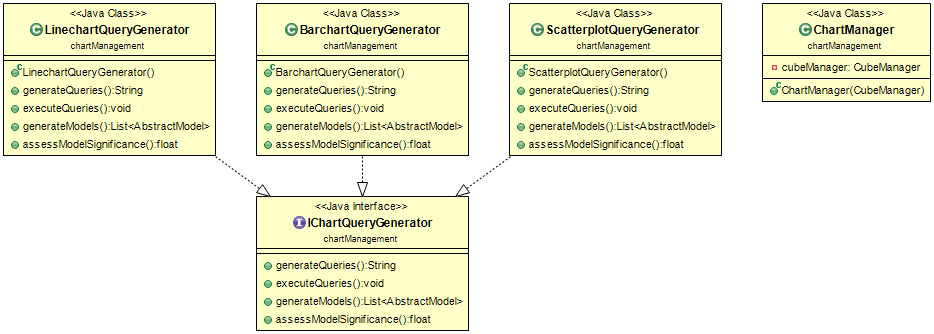 <<Java Class>>
LinechartQueryGenerator
chartManagement
LinechartQueryGenerator()
generateQueries():String
executeQueries():void
generateModels():List<AbstractModel>
assessModelSignificance():float
<<Java Class>>
BarchartQueryGenerator
chartManagement
BarchartQueryGenerator()
generateQueries():String
executeQueries():void
generateModels():List<AbstractModel>
assessModelSignificance():float
<<Java Class>>
ScatterplotQueryGenerator
chartManagement
ScatterplotQueryGenerator()
generateQueries():String
executeQueries():void
generateModels():List<AbstractModel>
assessModelSignificance():float
<<Java Class>>
ChartManager
chartManagement
cubeManager: CubeManager
ChartManager(CubeManager)
<<Java Interface>>
IChartQueryGenerator
chartManagement
generateQueries():String
executeQueries():void
generateModels():List<AbstractModel>
assessModelSignificance():float